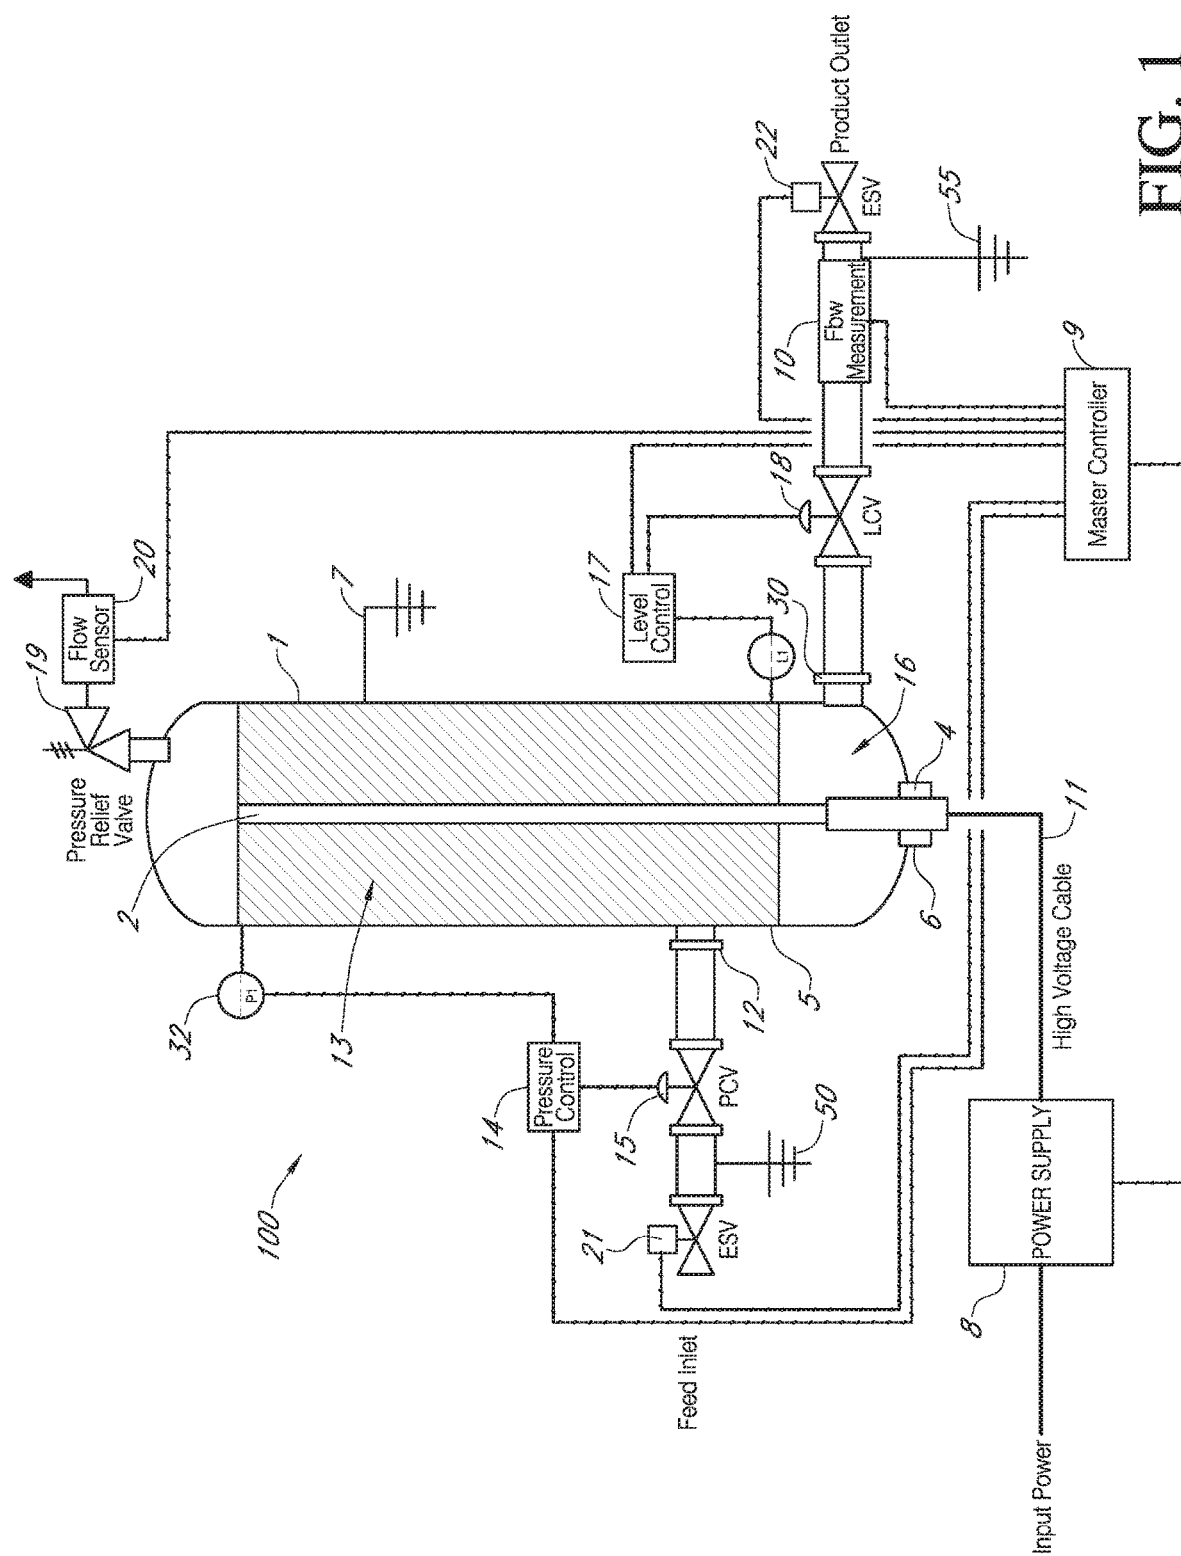 Pressure
Relief
Valve
19
Flow
Sensor
20
1
7
2
32
P1
13
100
14
Pressure
Control
15
PCV
50
21
ESV
Feed Inlet
12
5
6
4
16
17
Level
Control
L1
30
18
LCV
10
Fbw
Measurement
22
ESV
Product Outlet
55
9
Master Controller
11
High Voltage Cable
8
POWER SUPPLY
Input Power
FIG. 1